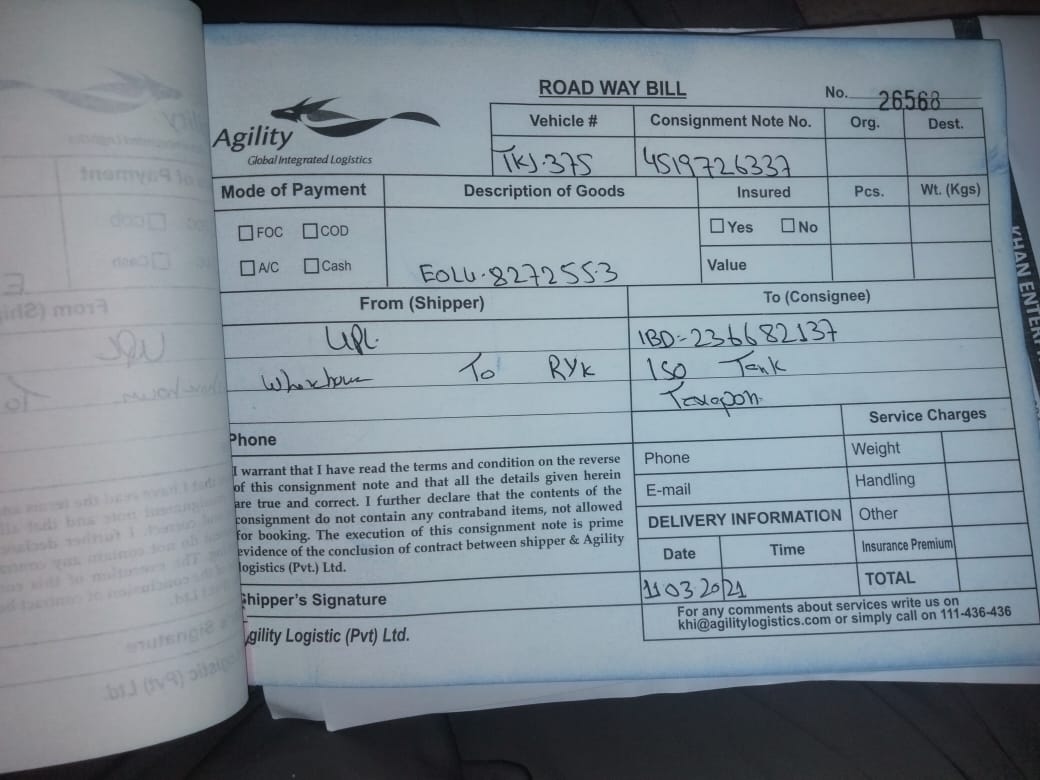 ROAD WAY BILL
No. 26568
Agility
Global Integrated Logistics
Vehicle # Consignment Note No. Org. Dest.
TKJ.375 4519726337
Mode of Payment Description of Goods Insured Pcs. Wt. (Kgs)
FOC COD Yes No
A/C Cash EOLU.8272553 Value
From (Shipper) To (Consignee)
UPL. IBD:-236682137
To RYK ISO Tank
Service Charges
Phone Phone Weight
I warrant that I have read the terms and condition on the reverse
of this consignment note and that all the details given herein
are true and correct. I further declare that the contents of the
consignment do not contain any contraband items, not allowed
for booking. The execution of this consignment note is prime
evidence of the conclusion of contract between shipper & Agility
logistics (Pvt.) Ltd.
E-mail Handling
DELIVERY INFORMATION Other
Date Time Insurance Premium
11 03 2021 TOTAL
Shipper's Signature
For any comments about services write us on
khi@agilitylogistics.com or simply call on 111-436-436
Agility Logistic (Pvt) Ltd.
KHAN